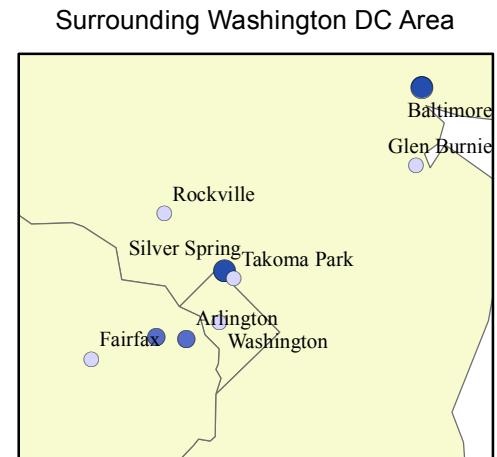 Surrounding Washington DC Area
Baltimore
Glen Burnie
Rockville
Silver Spring
Takoma Park
Arlington
Fairfax
Washington